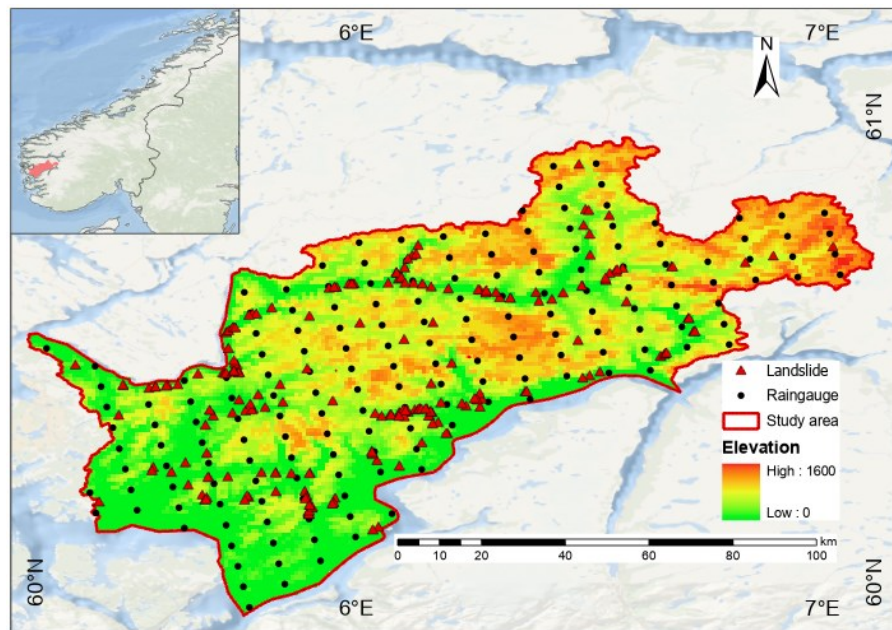 6°E
7°E
N
61°N
Landslide
Raingauge
Study area
Elevation
High : 1600
Low : 0
km
0 5 10 20 40 60 80 100
60°N
6°E
7°E
60°N